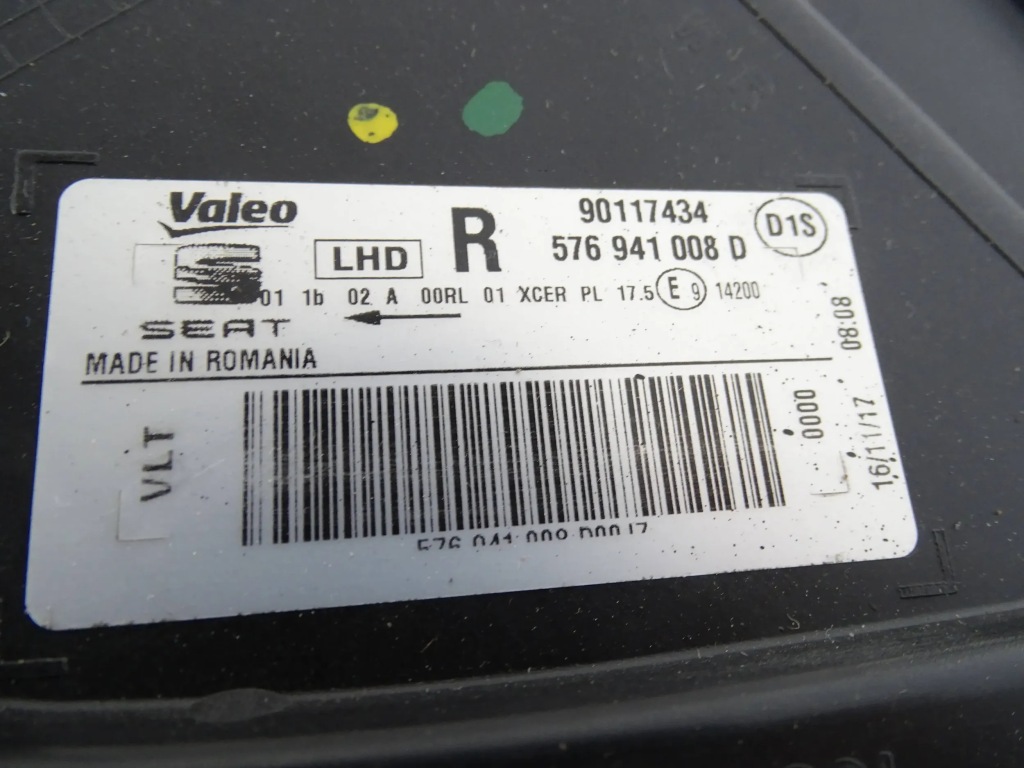 Valeo
LHD
R
90117434
576 941 008 D
D1S
01 1b 02 A 00RL 01 XCER PL 17.5 E 9 14200
SEAT
MADE IN ROMANIA
VLT
0000
16/11/17 08:08